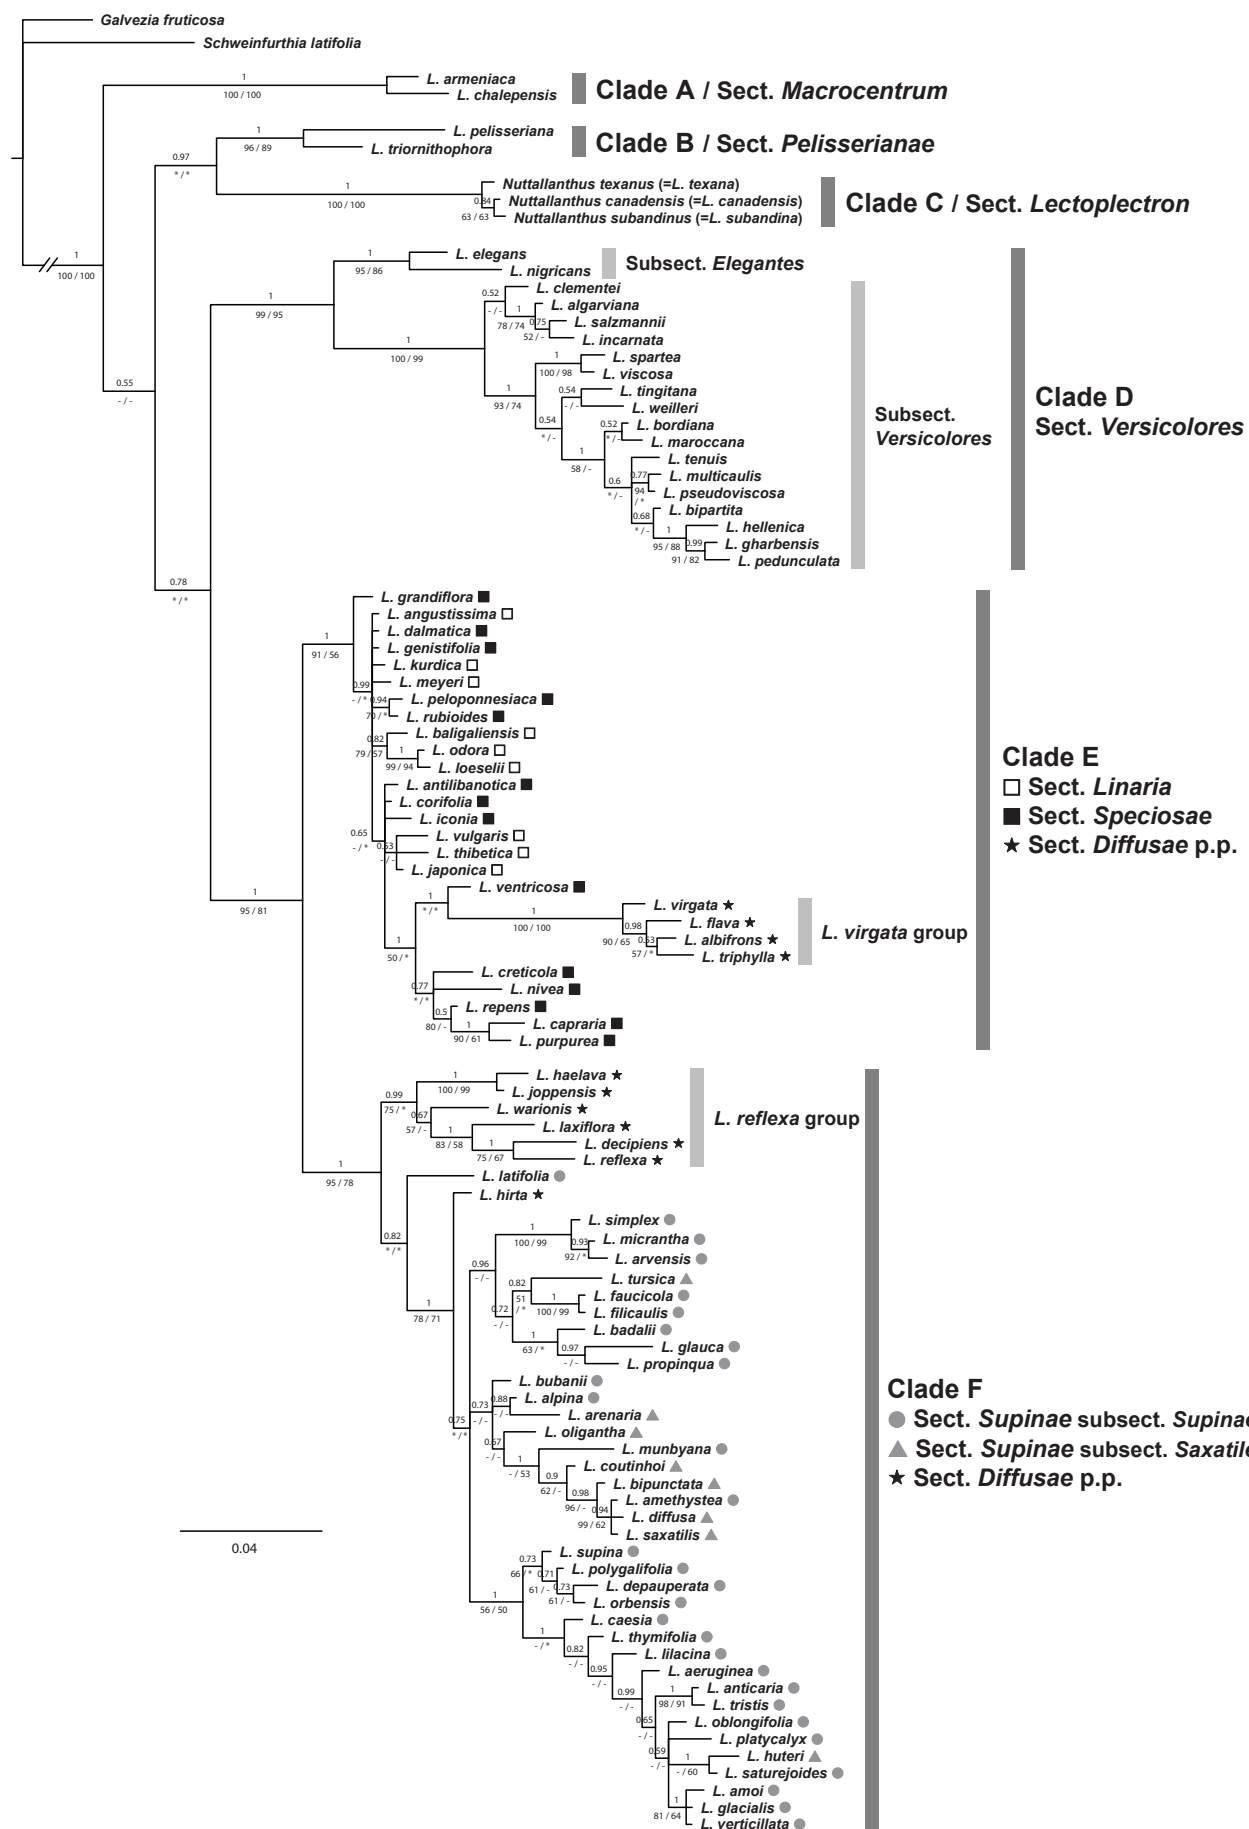 Galvezia fruticosa
Schweinfurthia latifolia
1
100 / 100
L. armeniaca
L. chalepensis
Clade A / Sect. Macrocentrum
1
96 / 89
L. pelisseriana
L. triornithophora
Clade B / Sect. Pelisserianae
0.97
* / *
1
100 / 100
Nuttallanthus texanus (=L. texana)
0.84
Nuttallanthus canadensis (=L. canadensis)
63 / 63
Nuttallanthus subandinus (=L. subandina)
Clade C / Sect. Lectoplectron
1
100 / 100
1
95 / 86
L. elegans
L. nigricans
Subsect. Elegantes
1
99 / 95
0.52
- / -
L. clementei
1
78 / 74
L. algarviana
0.75
52 / -
L. salzmannii
L. incarnata
1
100 / 99
1
100 / 98
L. spartea
L. viscosa
1
93 / 74
0.54
- / -
L. tingitana
L. weilleri
0.54
* / -
0.52
* / -
L. bordiana
L. maroccana
1
58 / -
L. tenuis
0.77
94
/ *
L. multicaulis
L. pseudoviscosa
0.6
* / -
L. bipartita
0.68
* / -
1
95 / 88
L. hellenica
0.99
91 / 82
L. gharbensis
L. pedunculata
Subsect.
Versicolores
Clade D
Sect. Versicolores
0.55
- / -
0.78
* / *
L. grandiflora
1
91 / 56
L. angustissima
L. dalmatica
L. genistifolia
L. kurdica
0.99
- / *
L. meyeri
0.94
70 / *
L. peloponnesiaca
L. rubioides
0.82
79 / 57
L. baligaliensis
1
99 / 94
L. odora
L. loeselii
L. antilibanotica
L. corifolia
L. iconia
0.65
- / *
0.53
- / -
L. vulgaris
L. thibetica
L. japonica
1
* / *
L. ventricosa
1
100 / 100
L. virgata
0.98
90 / 65
L. flava
0.53
57 / *
L. albifrons
L. triphylla
L. virgata group
1
50 / *
0.77
* / *
L. creticola
L. nivea
0.5
80 / -
L. repens
1
90 / 61
L. capraria
L. purpurea
Clade E
Sect. Linaria
Sect. Speciosae
Sect. Diffusae p.p.
1
95 / 81
0.99
75 / *
1
100 / 99
L. haelava
L. joppensis
0.67
57 / -
L. warionis
1
83 / 58
L. laxiflora
1
75 / 67
L. decipiens
L. reflexa
L. reflexa group
1
95 / 78
L. latifolia
L. hirta
0.82
* / *
1
78 / 71
0.96
- / -
1
100 / 99
L. simplex
0.93
92 / *
L. micrantha
L. arvensis
0.72
- / -
0.82
51
/ *
L. tursica
1
100 / 99
L. faucicola
L. filicaulis
1
63 / *
L. badalii
0.97
- / -
L. glauca
L. propinqua
0.75
* / *
0.73
- / -
L. bubanii
0.88
- / -
L. alpina
L. arenaria
0.67
- / -
L. oligantha
1
- / 53
L. munbyana
0.9
62 / -
L. coutinhoi
0.98
96 / -
L. bipunctata
0.94
99 / 62
L. amethystea
L. diffusa
L. saxatilis
Clade F
Sect. Supinae subsect. Supinae
Sect. Supinae subsect. Saxatile
Sect. Diffusae p.p.
0.04
1
56 / 50
0.73
66 / *
L. supina
0.71
61 / -
L. polygalifolia
0.73
61 / -
L. depauperata
L. orbensis
1
- / *
L. caesia
0.82
- / -
L. thymifolia
0.95
- / -
L. lilacina
0.99
- / -
L. aeruginea
0.65
- / -
1
98 / 91
L. anticaria
L. tristis
0.59
- / -
L. oblongifolia
L. platycalyx
1
- / 60
L. huteri
L. saturejoides
1
81 / 64
L. amoi
L. glacialis
L. verticillata